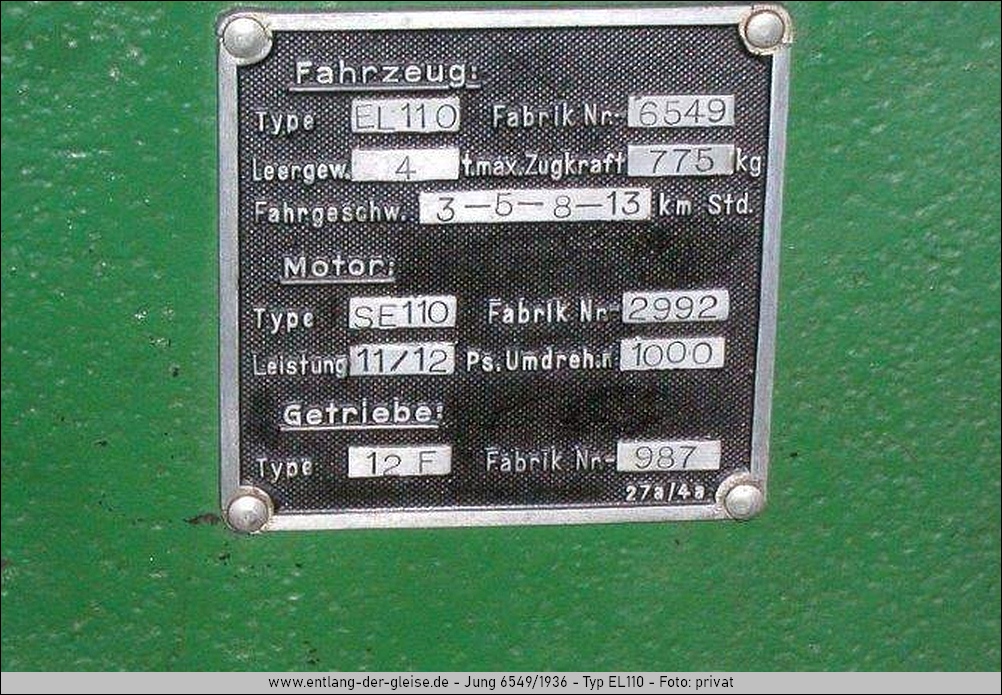 Fahrzeug:
Type EL110 Fabrik Nr. 6549
Leergew. 4 t.max.Zugkraft 775 kg
Fahrgeschw. 3-5-8-13 km Std.
Motor:
Type SE110 Fabrik Nr. 2992
Leistung 11/12 Ps.Umdreh.n 1000
Getriebe:
Type 12 F Fabrik Nr. 987
27a/4a
www.entlang-der-gleise.de - Jung 6549/1936 - Typ EL110 - Foto: privat